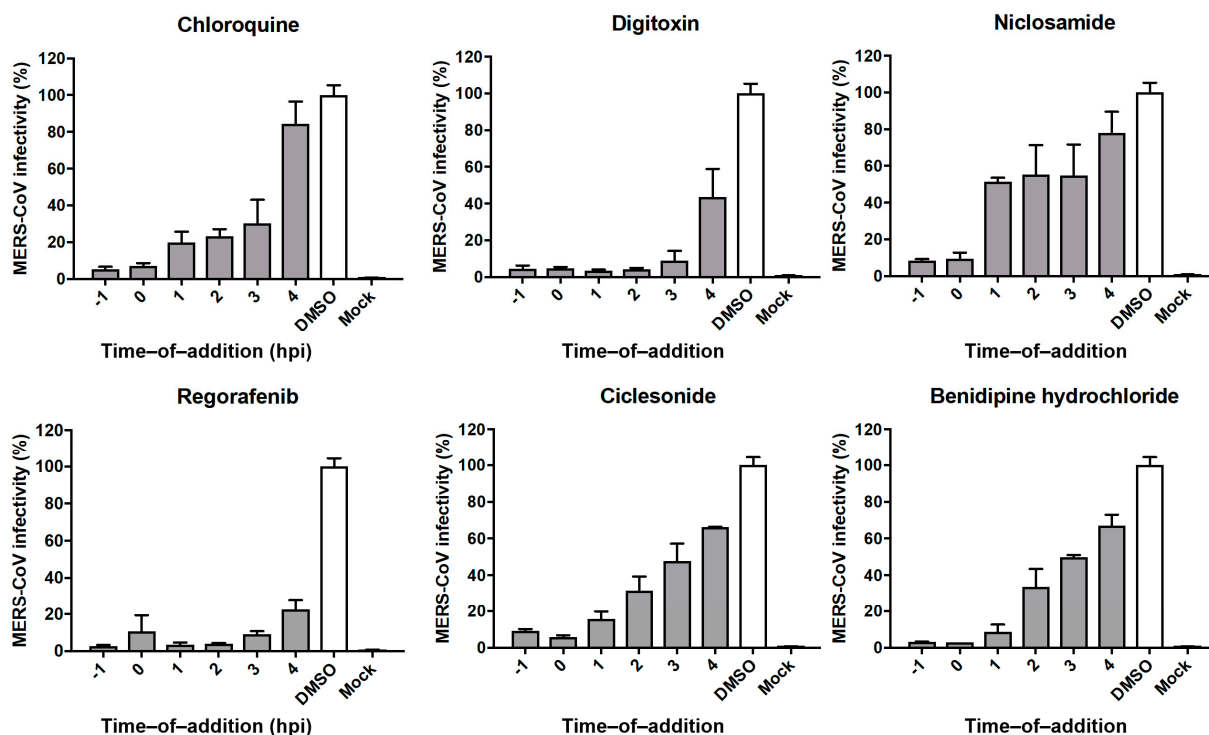 Chloroquine
MERS-CoV infectivity (%)
120
100
80
60
40
20
0
-1 0 1 2 3 4 DMSO Mock
Time–of–addition (hpi)
Digitoxin
MERS-CoV infectivity (%)
120
100
80
60
40
20
0
-1 0 1 2 3 4 DMSO Mock
Time–of–addition
Niclosamide
MERS-CoV infectivity (%)
120
100
80
60
40
20
0
-1 0 1 2 3 4 DMSO Mock
Time–of–addition
Regorafenib
MERS-CoV infectivity (%)
120
100
80
60
40
20
0
-1 0 1 2 3 4 DMSO Mock
Time–of–addition (hpi)
Ciclesonide
MERS-CoV infectivity (%)
120
100
80
60
40
20
0
-1 0 1 2 3 4 DMSO Mock
Time–of–addition
Benidipine hydrochloride
MERS-CoV infectivity (%)
120
100
80
60
40
20
0
-1 0 1 2 3 4 DMSO Mock
Time–of–addition